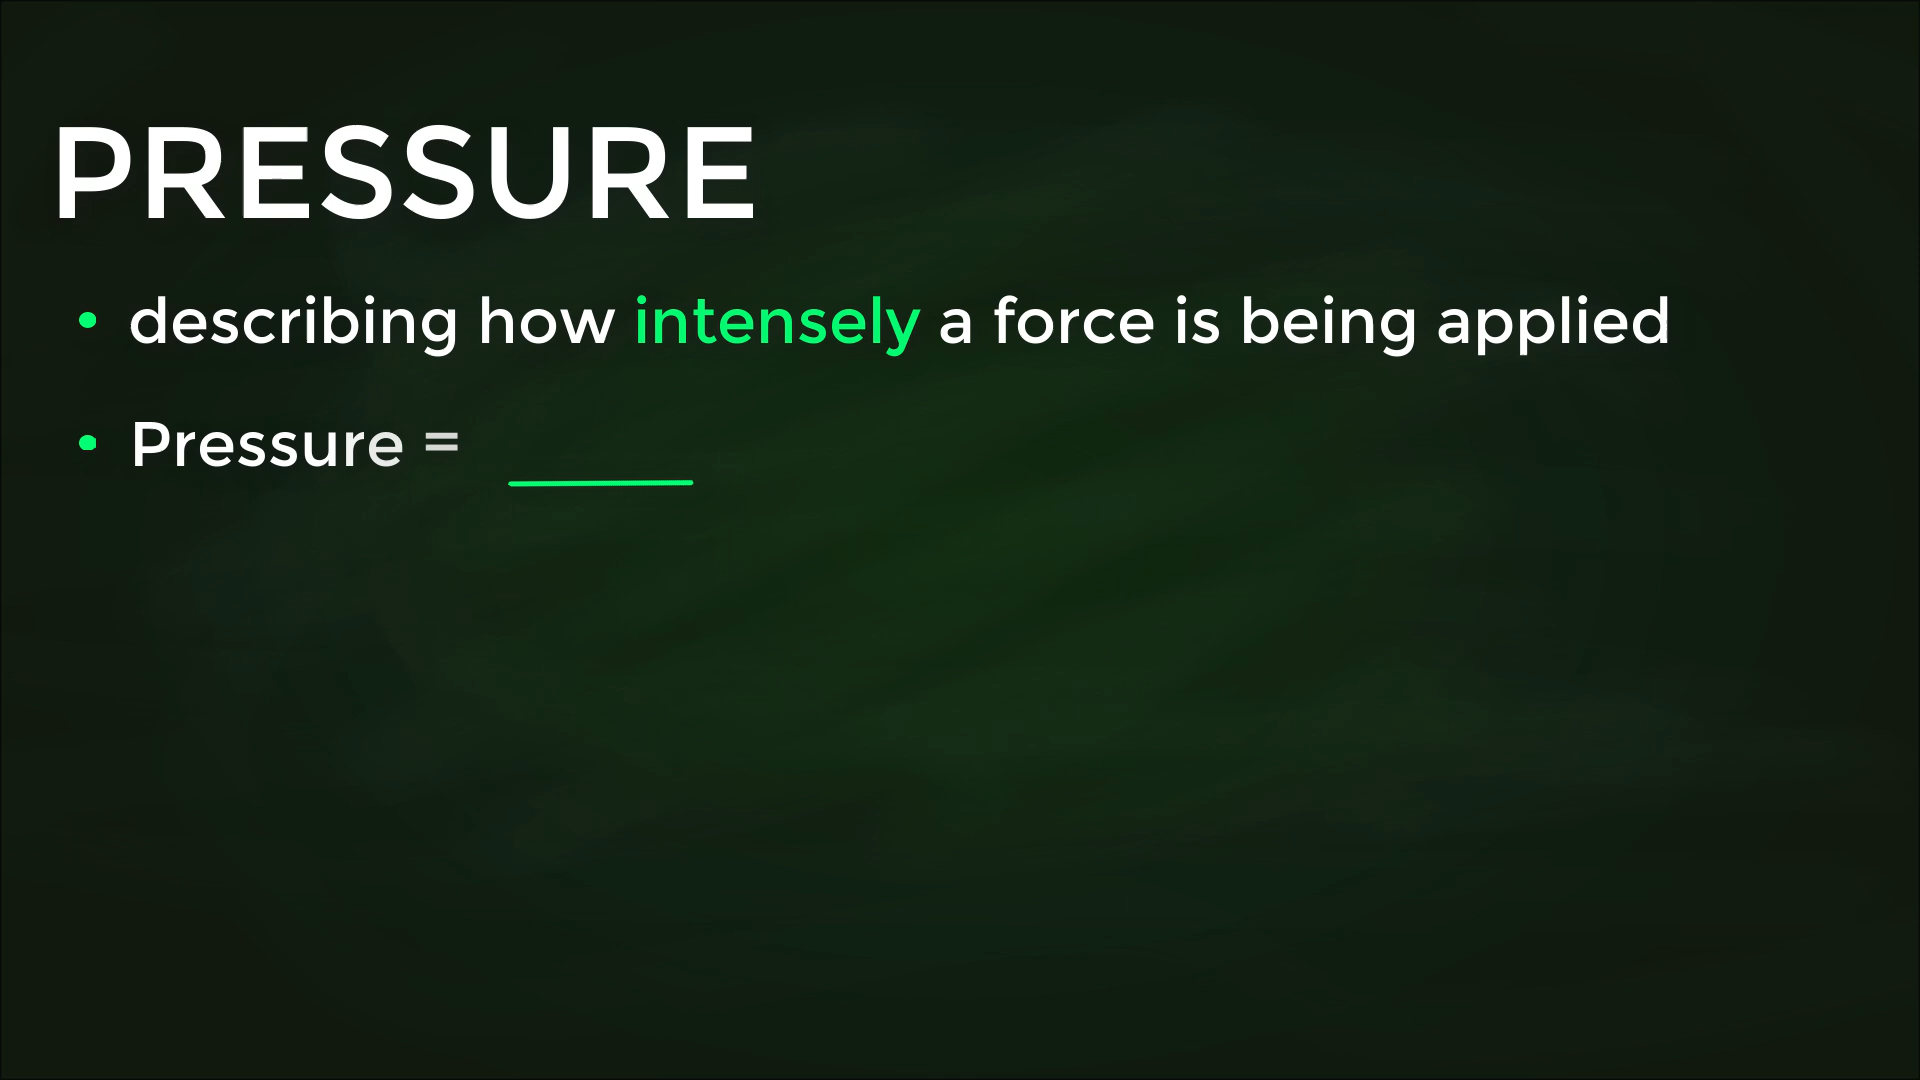 PRESSURE
• describing how intensely a force is being applied
• Pressure =